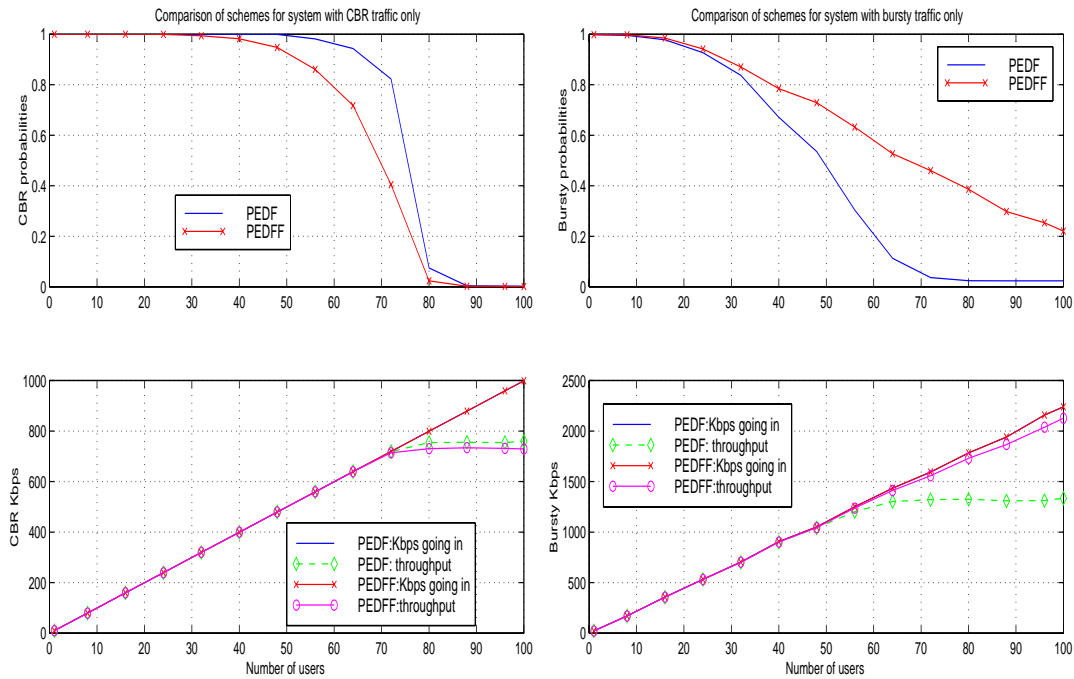 Comparison of schemes for system with CBR traffic only
CBR probabilities
1
0.8
0.6
0.4
0.2
0
0 10 20 30 40 50 60 70 80 90 100
PEDF
PEDFF
Comparison of schemes for system with bursty traffic only
Bursty probabilities
1
0.8
0.6
0.4
0.2
0
0 10 20 30 40 50 60 70 80 90 100
PEDF
PEDFF
CBR Kbps
1000
800
600
400
200
0
0 10 20 30 40 50 60 70 80 90 100
Number of users
PEDF:Kbps going in
PEDF: throughput
PEDFF:Kbps going in
PEDFF:throughput
Bursty Kbps
2500
2000
1500
1000
500
0
0 10 20 30 40 50 60 70 80 90 100
Number of users
PEDF:Kbps going in
PEDF: throughput
PEDFF:Kbps going in
PEDFF:throughput